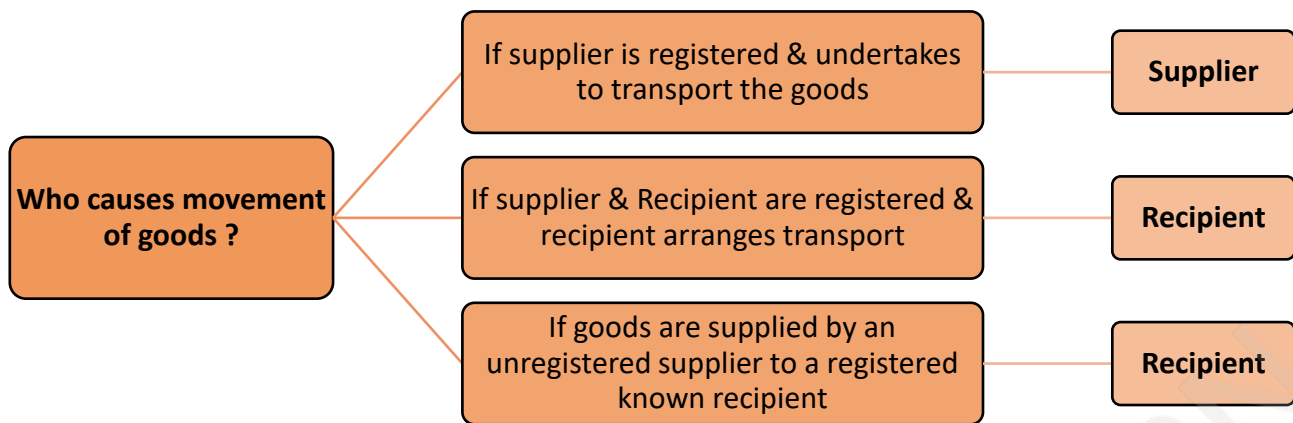 Who causes movement
of goods ?
If supplier is registered & undertakes
to transport the goods
Supplier
If supplier & Recipient are registered &
recipient arranges transport
Recipient
If goods are supplied by an
unregistered supplier to a registered
known recipient
Recipient